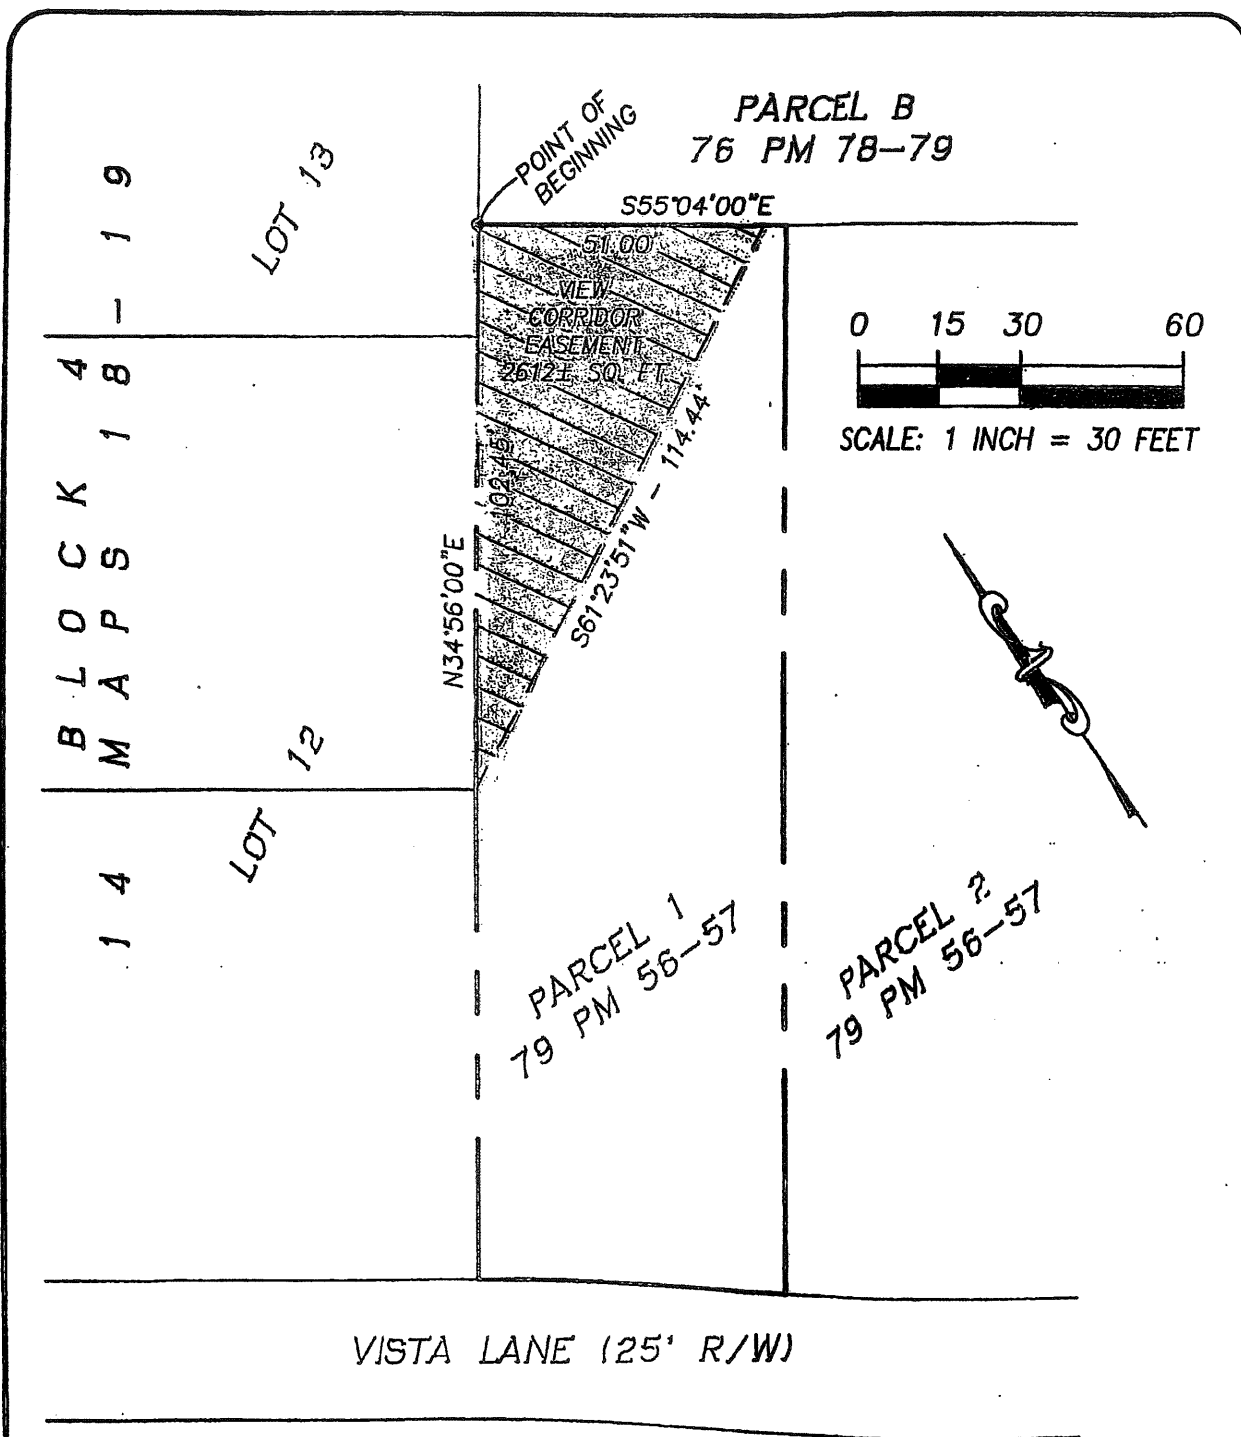 PARCEL B
76 PM 78-79
POINT OF
BEGINNING
S55°04'00"E
51.00'
VIEW
CORRIDOR
EASEMENT
2612± SQ. FT.
LOT 13
0 15 30 60
SCALE: 1 INCH = 30 FEET
102.45'
N34°56'00"E
S61°23'51"W - 114.44'
BLOCK 4
14 MAPS 18-19
LOT 12
PARCEL 1
79 PM 56-57
PARCEL 2
79 PM 56-57
VISTA LANE (25' R/W)